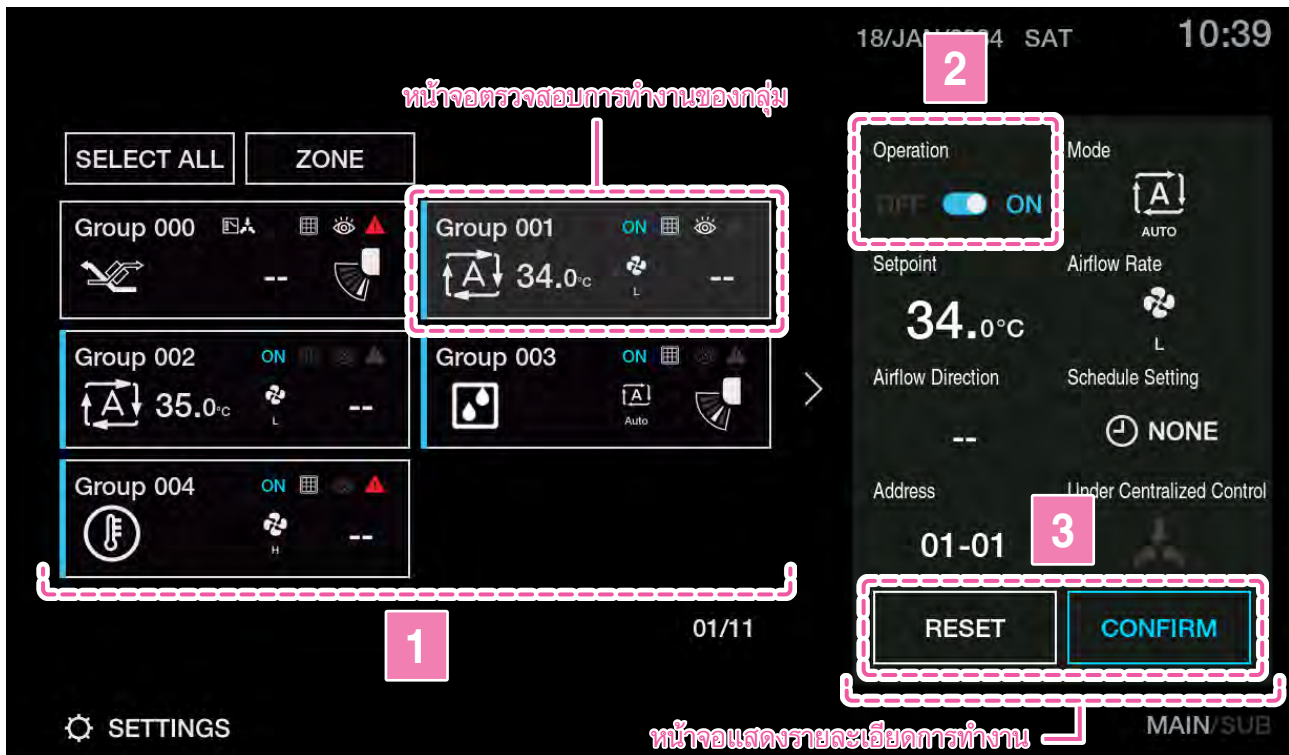 18/JAN/ SAT 10:39
2
หน้าจอตรวจสอบการทำงานของกลุ่ม
SELECT ALL ZONE
Operation Mode
OFF ON
AUTO
Group 000 --
Group 001 ON
A 34.0°C L --
Setpoint Airflow Rate
34.0°C
L
Group 002 ON
A 35.0°C L --
Group 003 ON
A Auto
Airflow Direction Schedule Setting
-- NONE
Group 004 ON
H --
Address Under Centralized Control
01-01
3
1
01/11
RESET CONFIRM
SETTINGS
หน้าจอแสดงรายละเอียดการทำงาน
MAIN/SUB